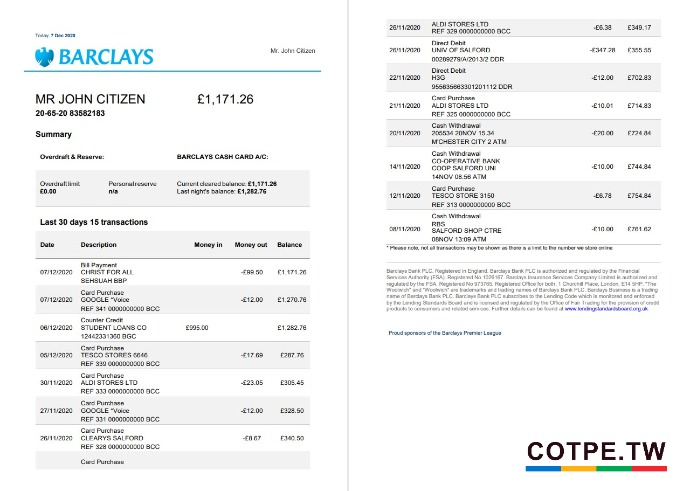 Today, 7 Dec 2020
BARCLAYS
Mr. John Citizen
MR JOHN CITIZEN £1,171.26
20-65-20 83582183
Summary
Overdraft & Reserve: BARCLAYS CASH CARD A/C:
Overdraft limit Personal reserve Current cleared balance: £1,171.26
£0.00 n/a Last night's balance: £1,282.76
Last 30 days 15 transactions
Date Description Money in Money out Balance
Bill Payment
07/12/2020 CHRIST FOR ALL -£99.50 £1,171.26
SEHSUAH BBP
Card Purchase
07/12/2020 GOOGLE *Voice -£12.00 £1,270.76
REF 341 0000000000 BCC
Counter Credit
06/12/2020 STUDENT LOANS CO £995.00 £1,282.76
12442331360 BGC
Card Purchase
05/12/2020 TESCO STORES 6646 -£17.69 £287.76
REF 339 0000000000 BCC
Card Purchase
30/11/2020 ALDI STORES LTD -£23.05 £305.45
REF 333 0000000000 BCC
Card Purchase
27/11/2020 GOOGLE *Voice -£12.00 £328.50
REF 331 0000000000 BCC
Card Purchase
26/11/2020 CLEARYS SALFORD -£8.67 £340.50
REF 328 0000000000 BCC
Card Purchase
26/11/2020 ALDI STORES LTD -£6.38 £349.17
REF 329 0000000000 BCC
Direct Debit
26/11/2020 UNIV OF SALFORD -£347.28 £355.55
00289279/A/2013/2 DDR
Direct Debit
22/11/2020 H3G -£12.00 £702.83
955635663301201112 DDR
Card Purchase
21/11/2020 ALDI STORES LTD -£10.01 £714.83
REF 325 0000000000 BCC
Cash Withdrawal
20/11/2020 205534 20NOV 15.34 -£20.00 £724.84
M'CHESTER CITY 2 ATM
Cash Withdrawal
CO-OPERATIVE BANK
14/11/2020 COOP SALFORD UNI -£10.00 £744.84
14NOV 08.56 ATM
Card Purchase
12/11/2020 TESCO STORE 3150 -£6.78 £754.84
REF 313 0000000000 BCC
Cash Withdrawal
RBS
08/11/2020 SALFORD SHOP CTRE -£10.00 £761.62
08NOV 13:09 ATM
* Please note, not all transactions may be shown as there is a limit to the number we store online
Barclays Bank PLC. Registered in England. Barclays Bank PLC is authorized and regulated by the Financial
Services Authority (FSA). Registered No 1026167. Barclays Insurance Services Company Limited is authorized and
regulated by the FSA. Registered No 973765. Registered Office for both, 1 Churchill Place, London, E14 5HP. "The
Woolwich" and "Woolwich" are trademarks and trading names of Barclays Bank PLC. Barclays Business is a trading
name of Barclays Bank PLC. Barclays Bank PLC subscribes to the Lending Code which is monitored and enforced
by the Lending Standards Board and is licensed and regulated by the Office of Fair Trading for the provision of credit
products to consumers and related services. Further details can be found at www.lendingstandardsboard.org.uk
Proud sponsors of the Barclays Premier League
COTPE.TW